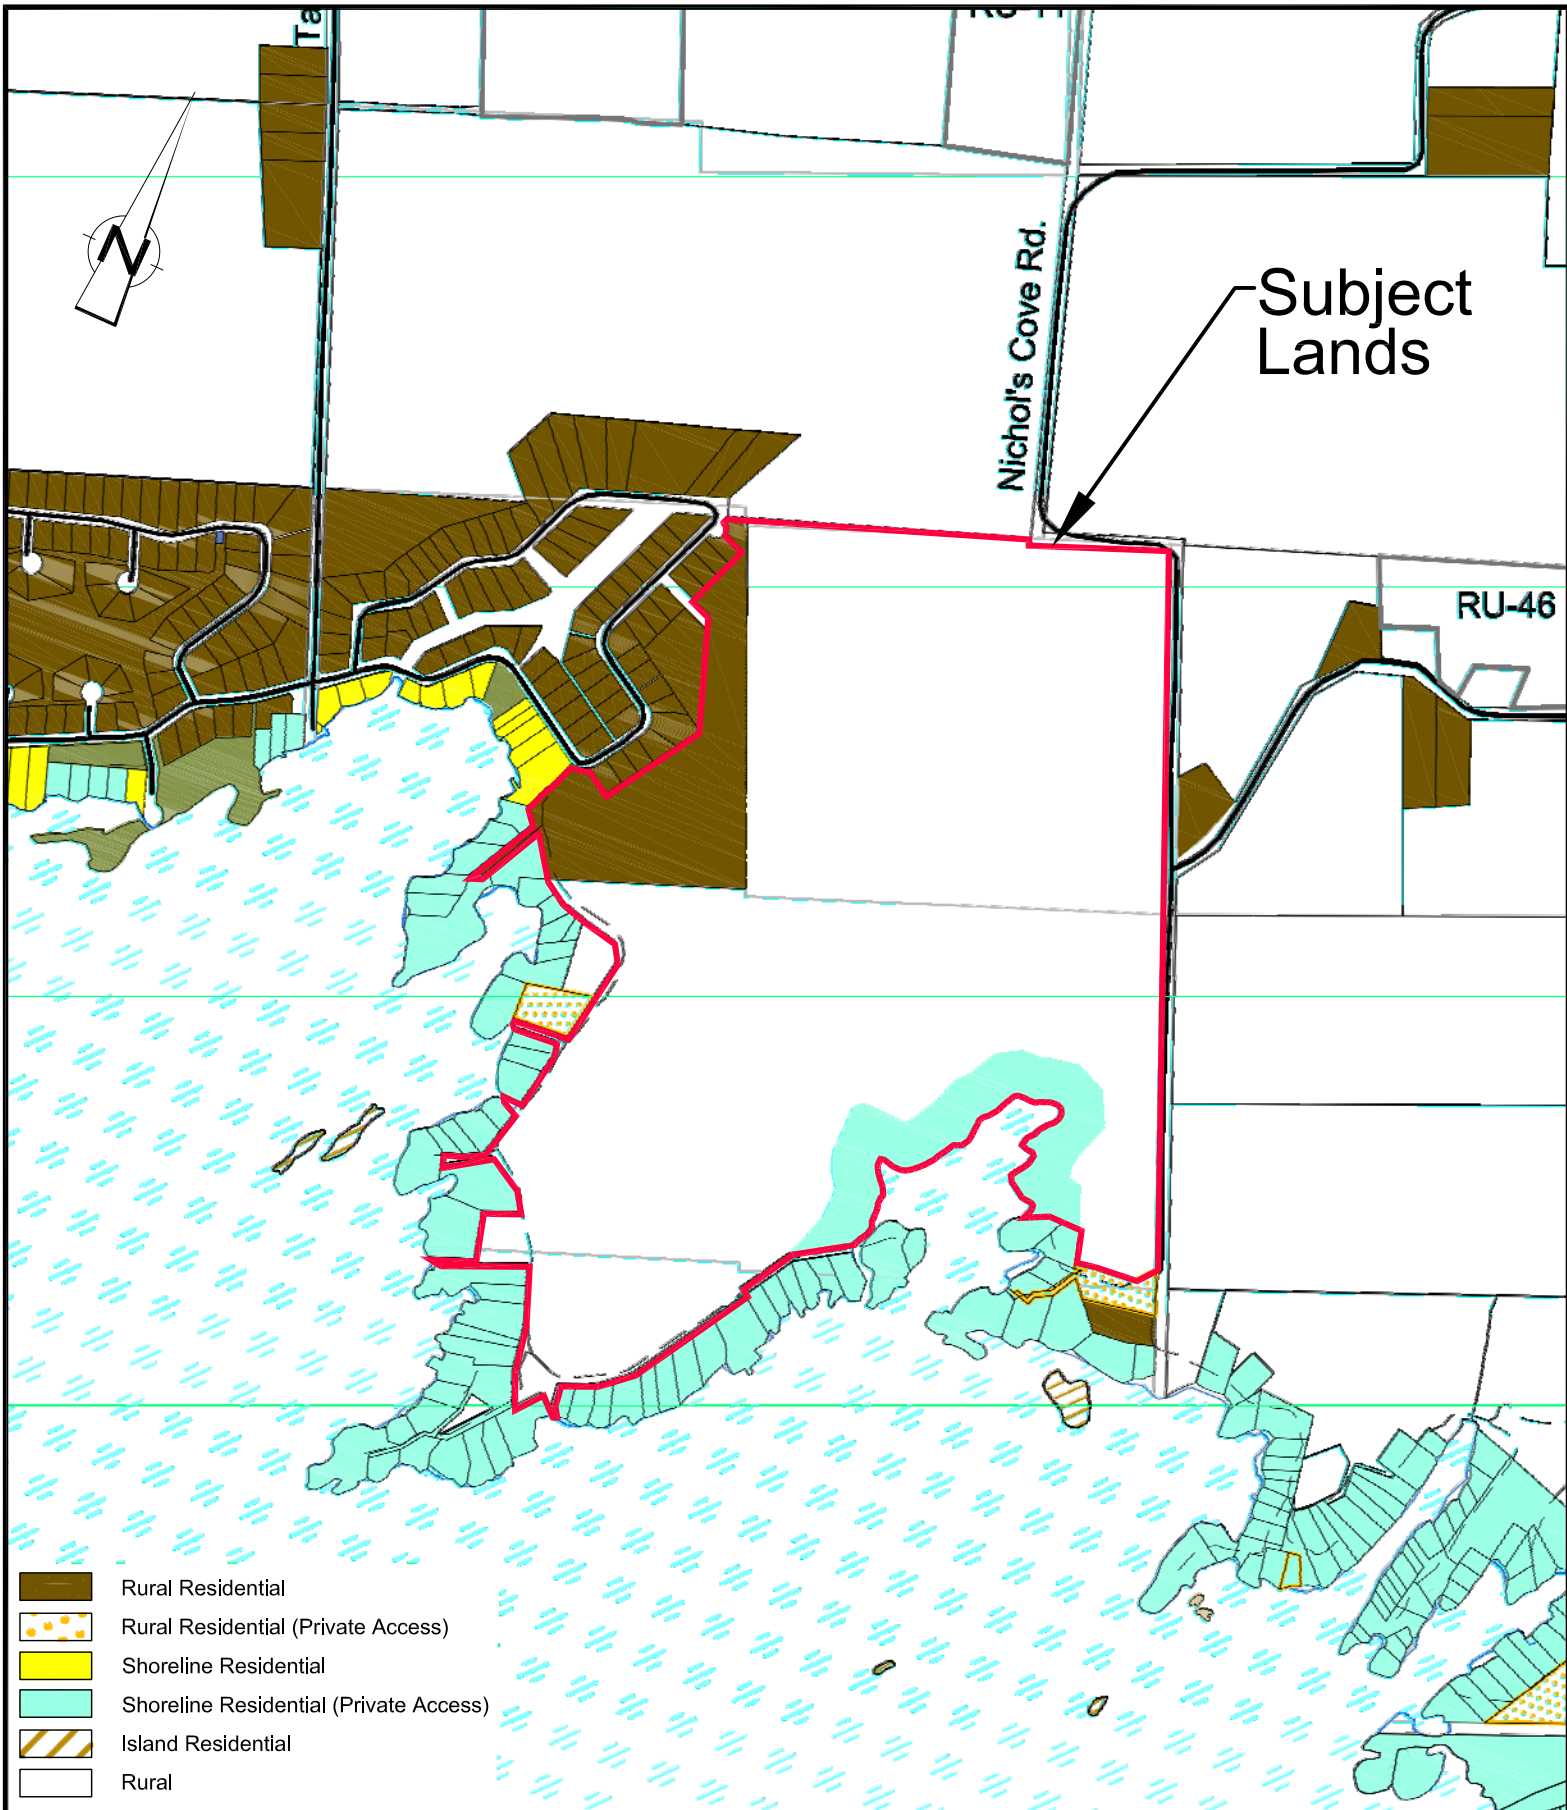 Ta
N
Nichol's Cove Rd.
Subject
Lands
RU-46
Rural Residential
Rural Residential (Private Access)
Shoreline Residential
Shoreline Residential (Private Access)
Island Residential
Rural